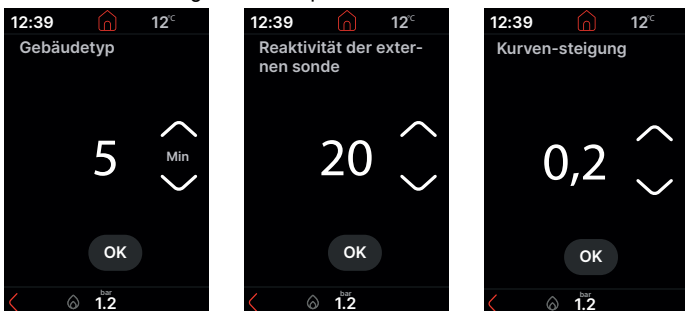 12:39 12°C
Gebäudetyp
5
Min
OK
bar
1.2
12:39 12°C
Reaktivität der exter-
nen sonde
20
OK
bar
1.2
12:39 12°C
Kurven-steigung
0,2
OK
bar
1.2